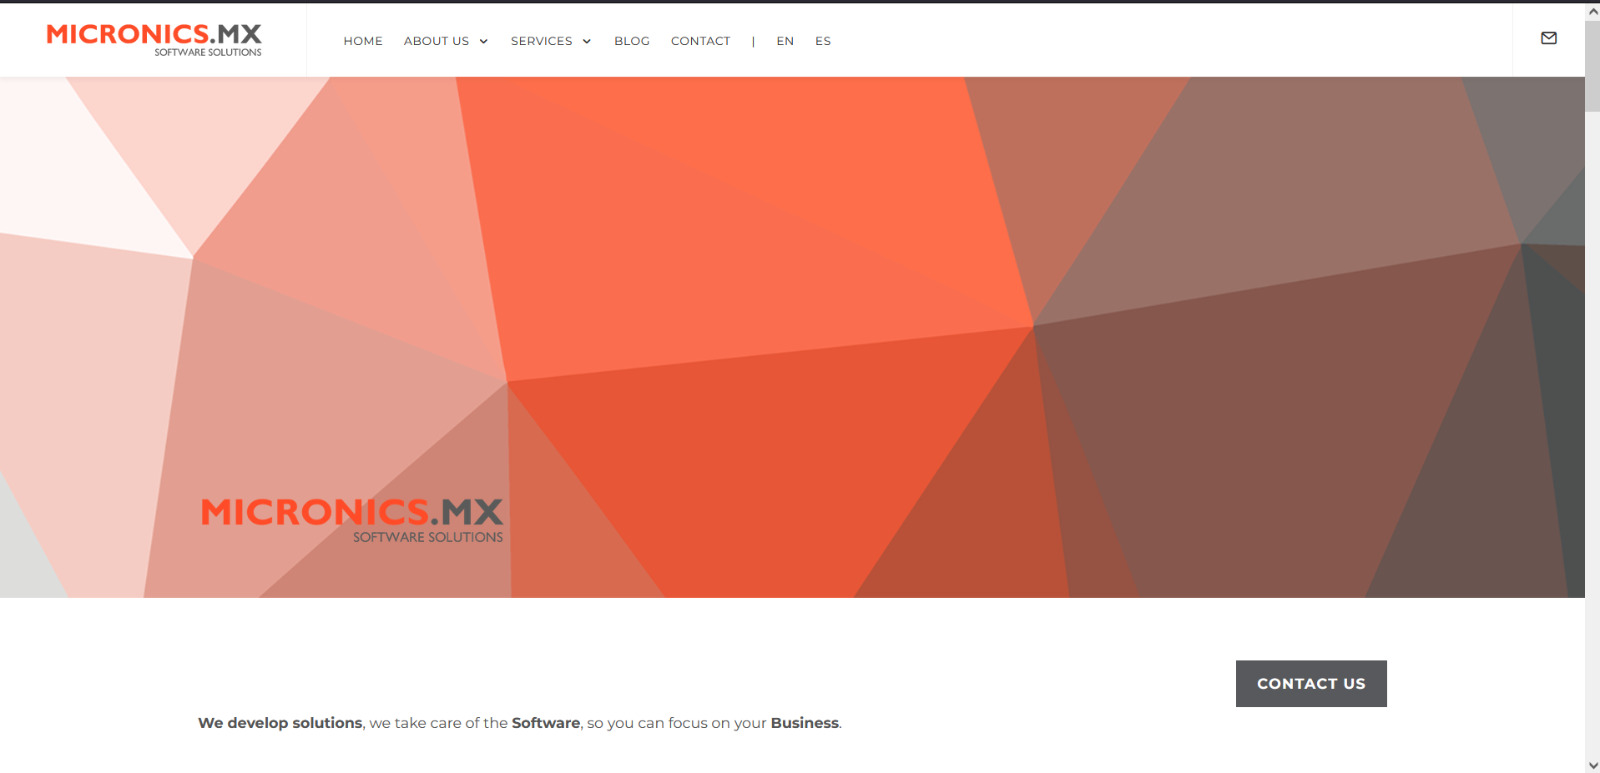 MICRONICS.MX
SOFTWARE SOLUTIONS
HOME ABOUT US SERVICES BLOG CONTACT | EN ES
MICRONICS.MX
SOFTWARE SOLUTIONS
CONTACT US
We develop solutions, we take care of the Software, so you can focus on your Business.